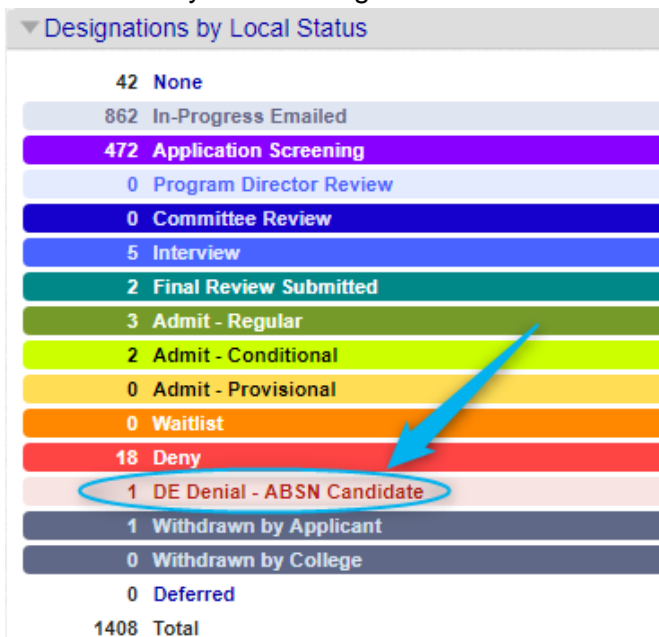 Designations by Local Status
42 None
862 In-Progress Emailed
472 Application Screening
0 Program Director Review
0 Committee Review
5 Interview
2 Final Review Submitted
3 Admit - Regular
2 Admit - Conditional
0 Admit - Provisional
0 Waitlist
18 Deny
1 DE Denial - ABSN Candidate
1 Withdrawn by Applicant
0 Withdrawn by College
0 Deferred
1408 Total